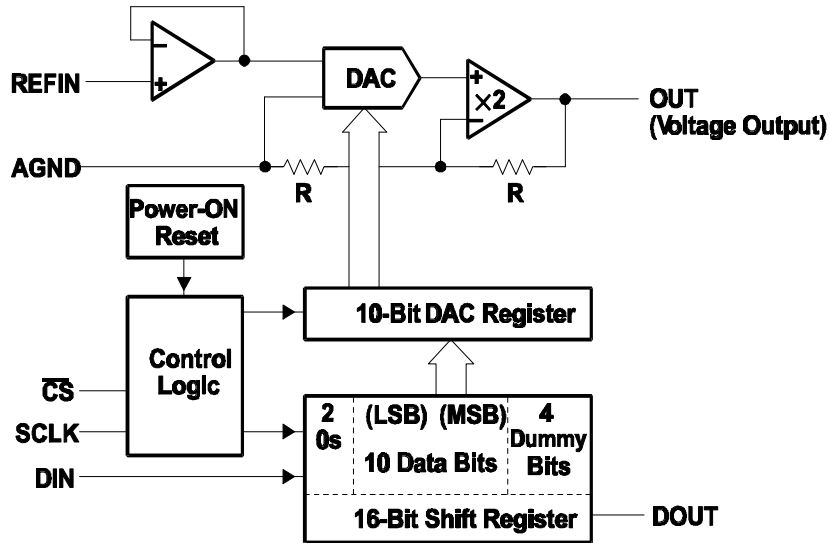 REFIN
−
+
DAC
+
×2
−
OUT
(Voltage Output)
AGND
R
R
Power-ON
Reset
10-Bit DAC Register
Control
Logic
CS
SCLK
DIN
2
0s
(LSB) (MSB)
10 Data Bits
4
Dummy
Bits
16-Bit Shift Register
DOUT